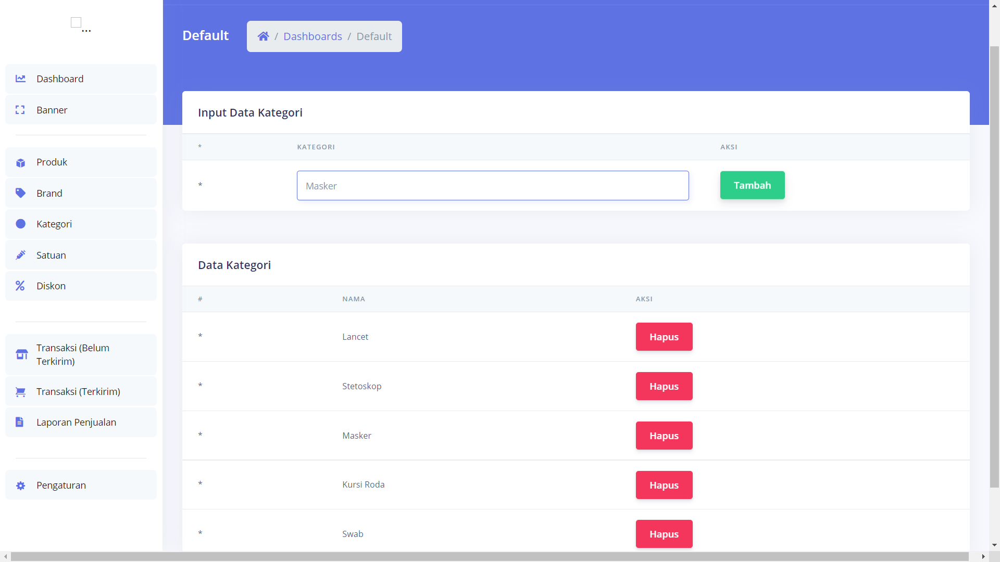 ...
Dashboard
Banner
Produk
Brand
Kategori
Satuan
Diskon
Transaksi (Belum
Terkirim)
Transaksi (Terkirim)
Laporan Penjualan
Pengaturan
Default
/ Dashboards / Default
Input Data Kategori
* KATEGORI AKSI
* Masker Tambah
Data Kategori
# NAMA AKSI
* Lancet Hapus
* Stetoskop Hapus
* Masker Hapus
* Kursi Roda Hapus
* Swab Hapus